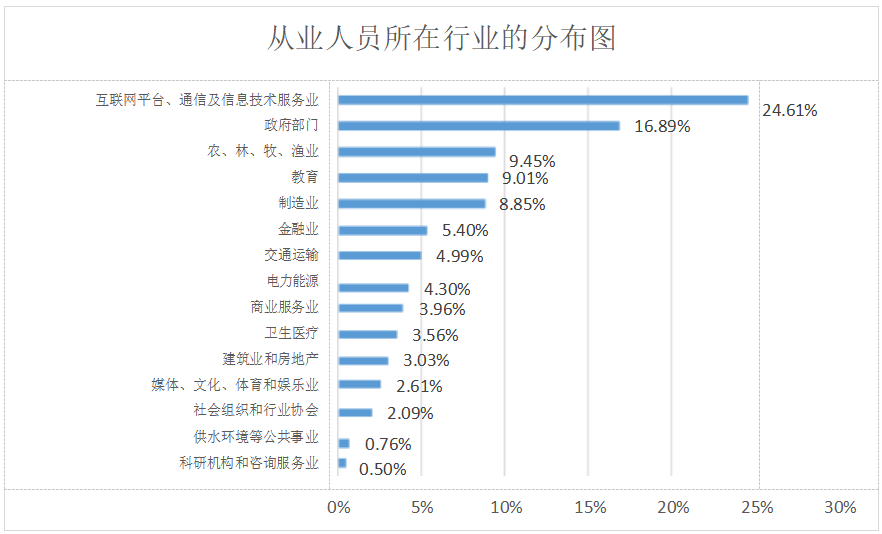 从业人员所在行业的分布图
互联网平台、通信及信息技术服务业 24.61%
政府部门 16.89%
农、林、牧、渔业 9.45%
教育 9.01%
制造业 8.85%
金融业 5.40%
交通运输 4.99%
电力能源 4.30%
商业服务业 3.96%
卫生医疗 3.56%
建筑业和房地产 3.03%
媒体、文化、体育和娱乐业 2.61%
社会组织和行业协会 2.09%
供水环境等公共事业 0.76%
科研机构和咨询服务业 0.50%
0% 5% 10% 15% 20% 25% 30%